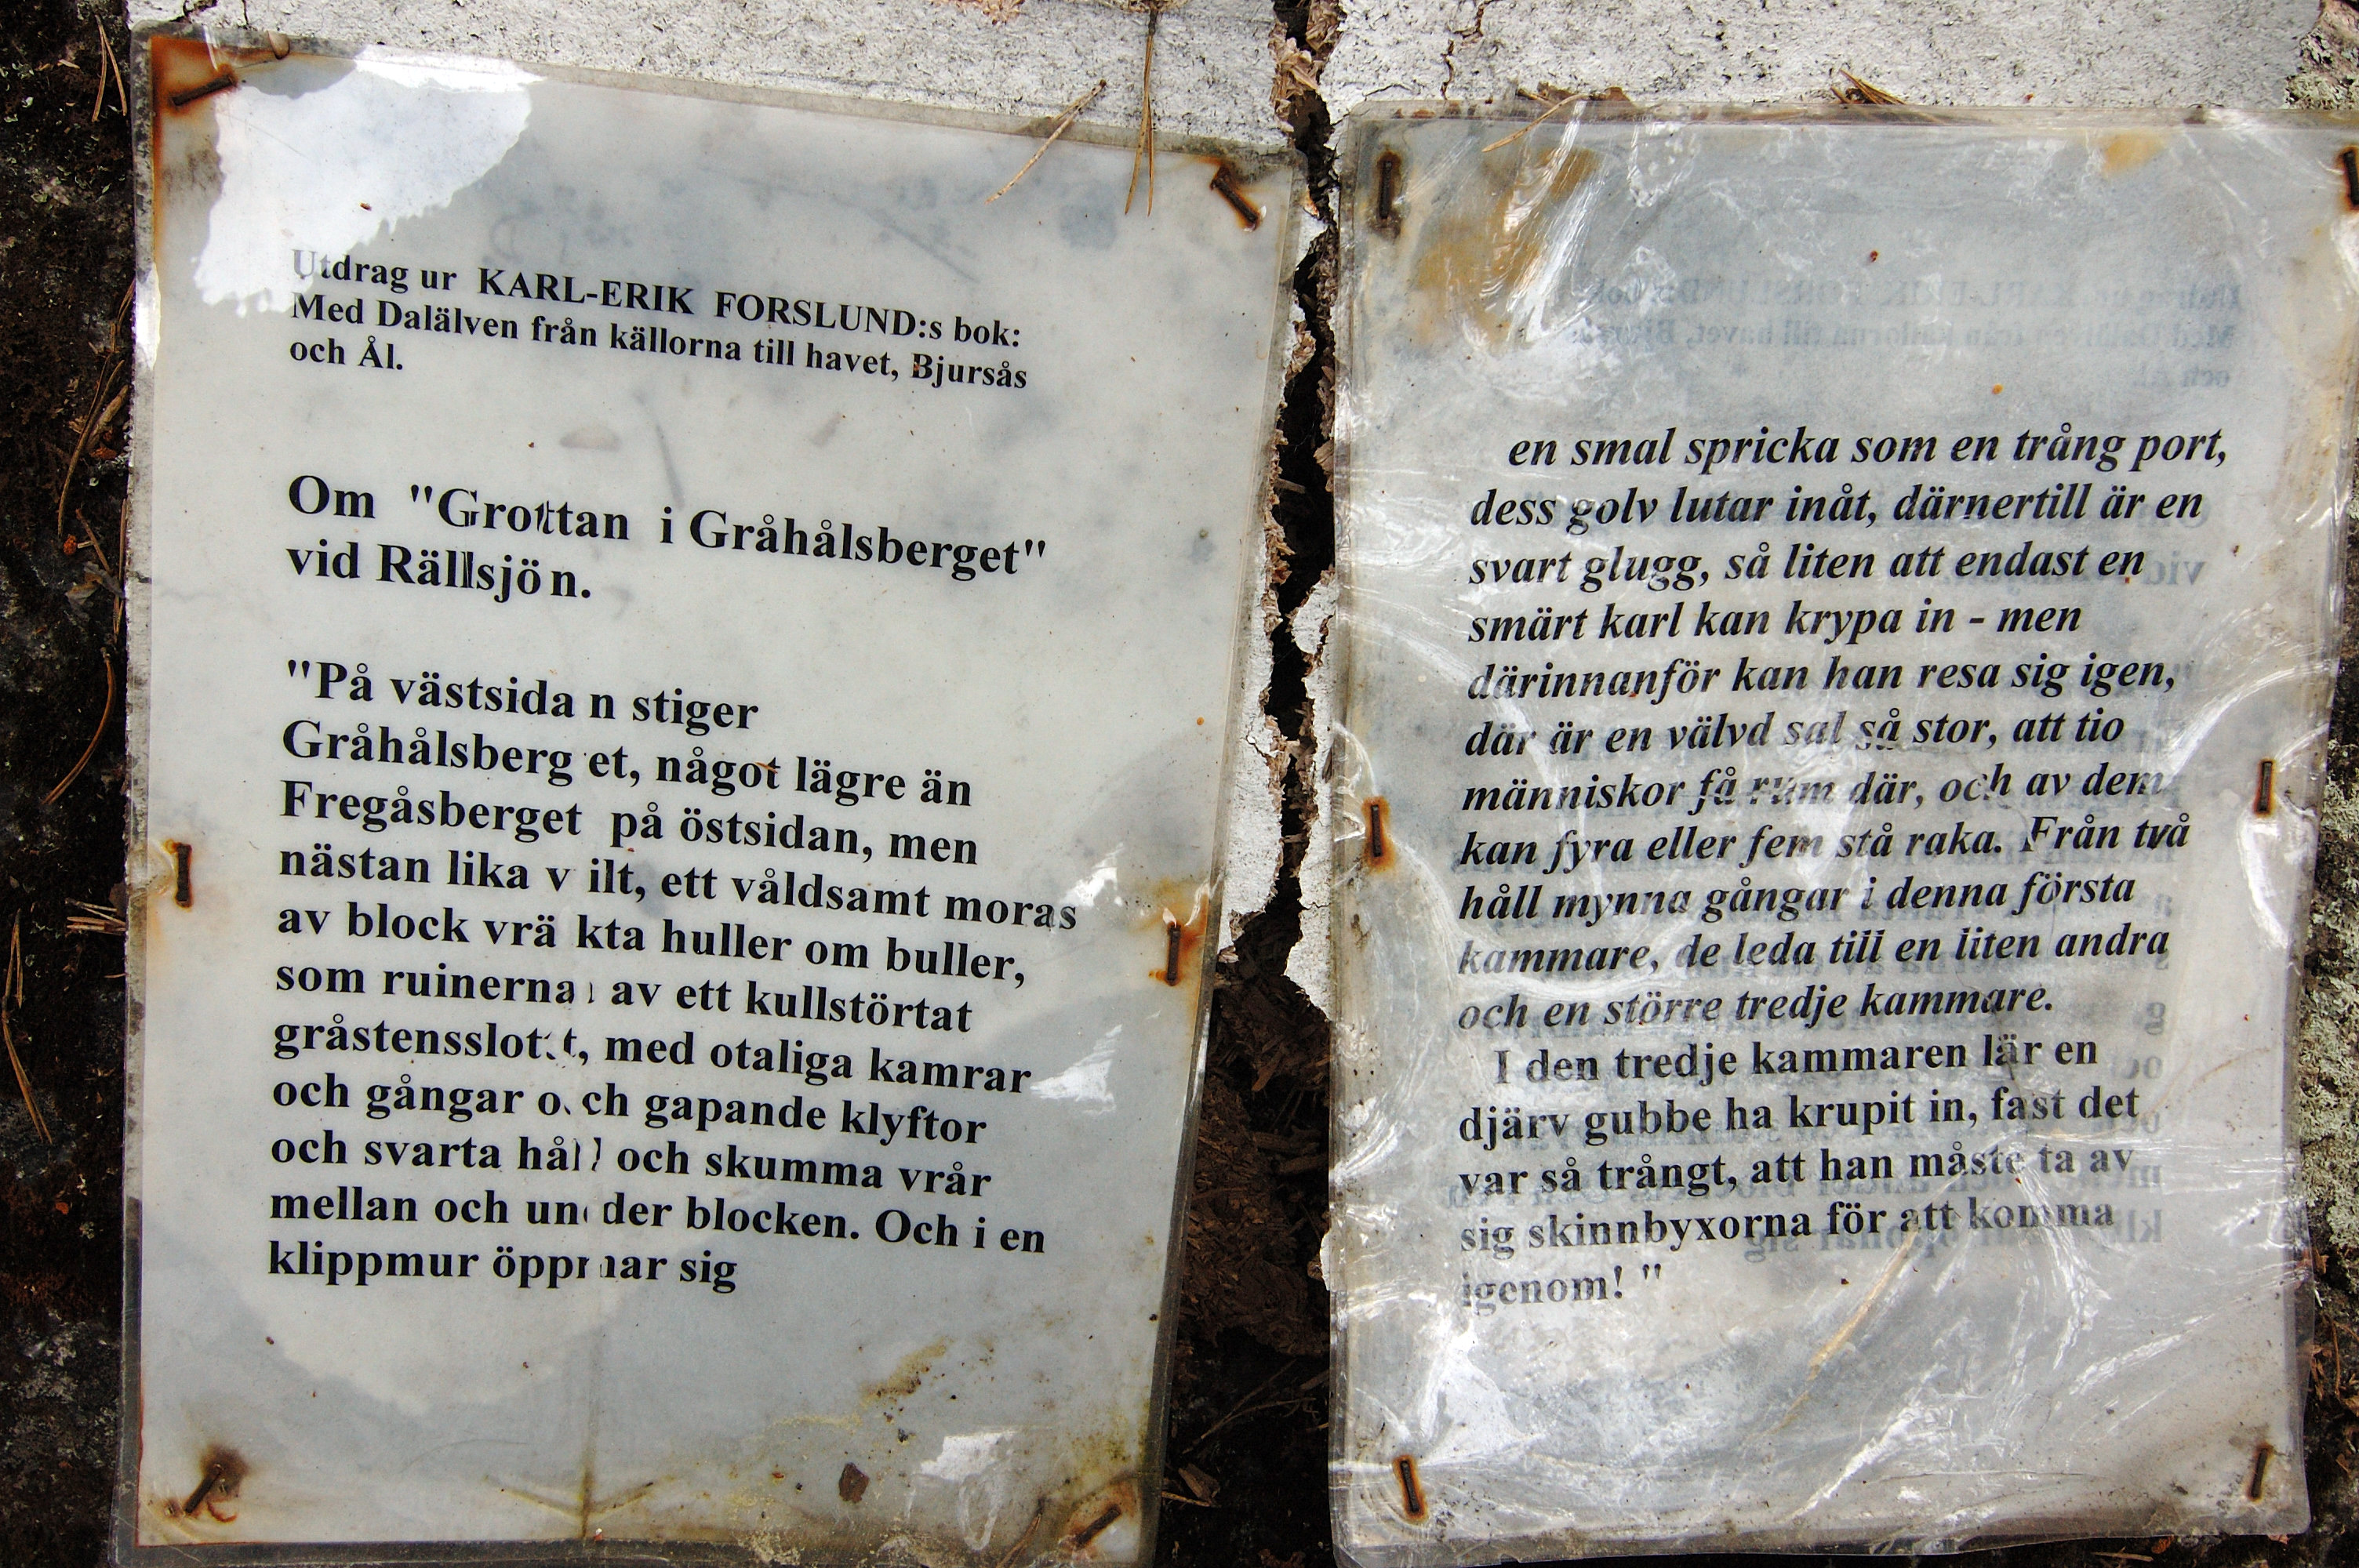 Utdrag ur KARL-ERIK FORSLUND:s bok:
Med Dalälven från källorna till havet, Bjursås
och Ål.
Om "Grottan i Gråhålsberget"
vid Rällsjön.
"På västsidan stiger
Gråhålsberget, något lägre än
Fregåsberget på östsidan, men
nästan lika vilt, ett våldsamt moras
av block vräkta huller om buller,
som ruinerna av ett kullstörtat
gråstensslott, med otaliga kamrar
och gångar och gapande klyftor
och svarta hål och skumma vrår
mellan och under blocken. Och i en
klippmur öppnar sig
en smal spricka som en trång port,
dess golv lutar inåt, därnertill är en
svart glugg, så liten att endast en
smärt karl kan krypa in - men
därinnanför kan han resa sig igen,
där är en välvd sal så stor, att tio
människor få rum där, och av dem
kan fyra eller fem stå raka. Från två
håll mynna gångar i denna första
kammare, de leda till en liten andra
och en större tredje kammare.
I den tredje kammaren lär en
djärv gubbe ha krupit in, fast det
var så trångt, att han måste ta av
sig skinnbyxorna för att komma
igenom! "